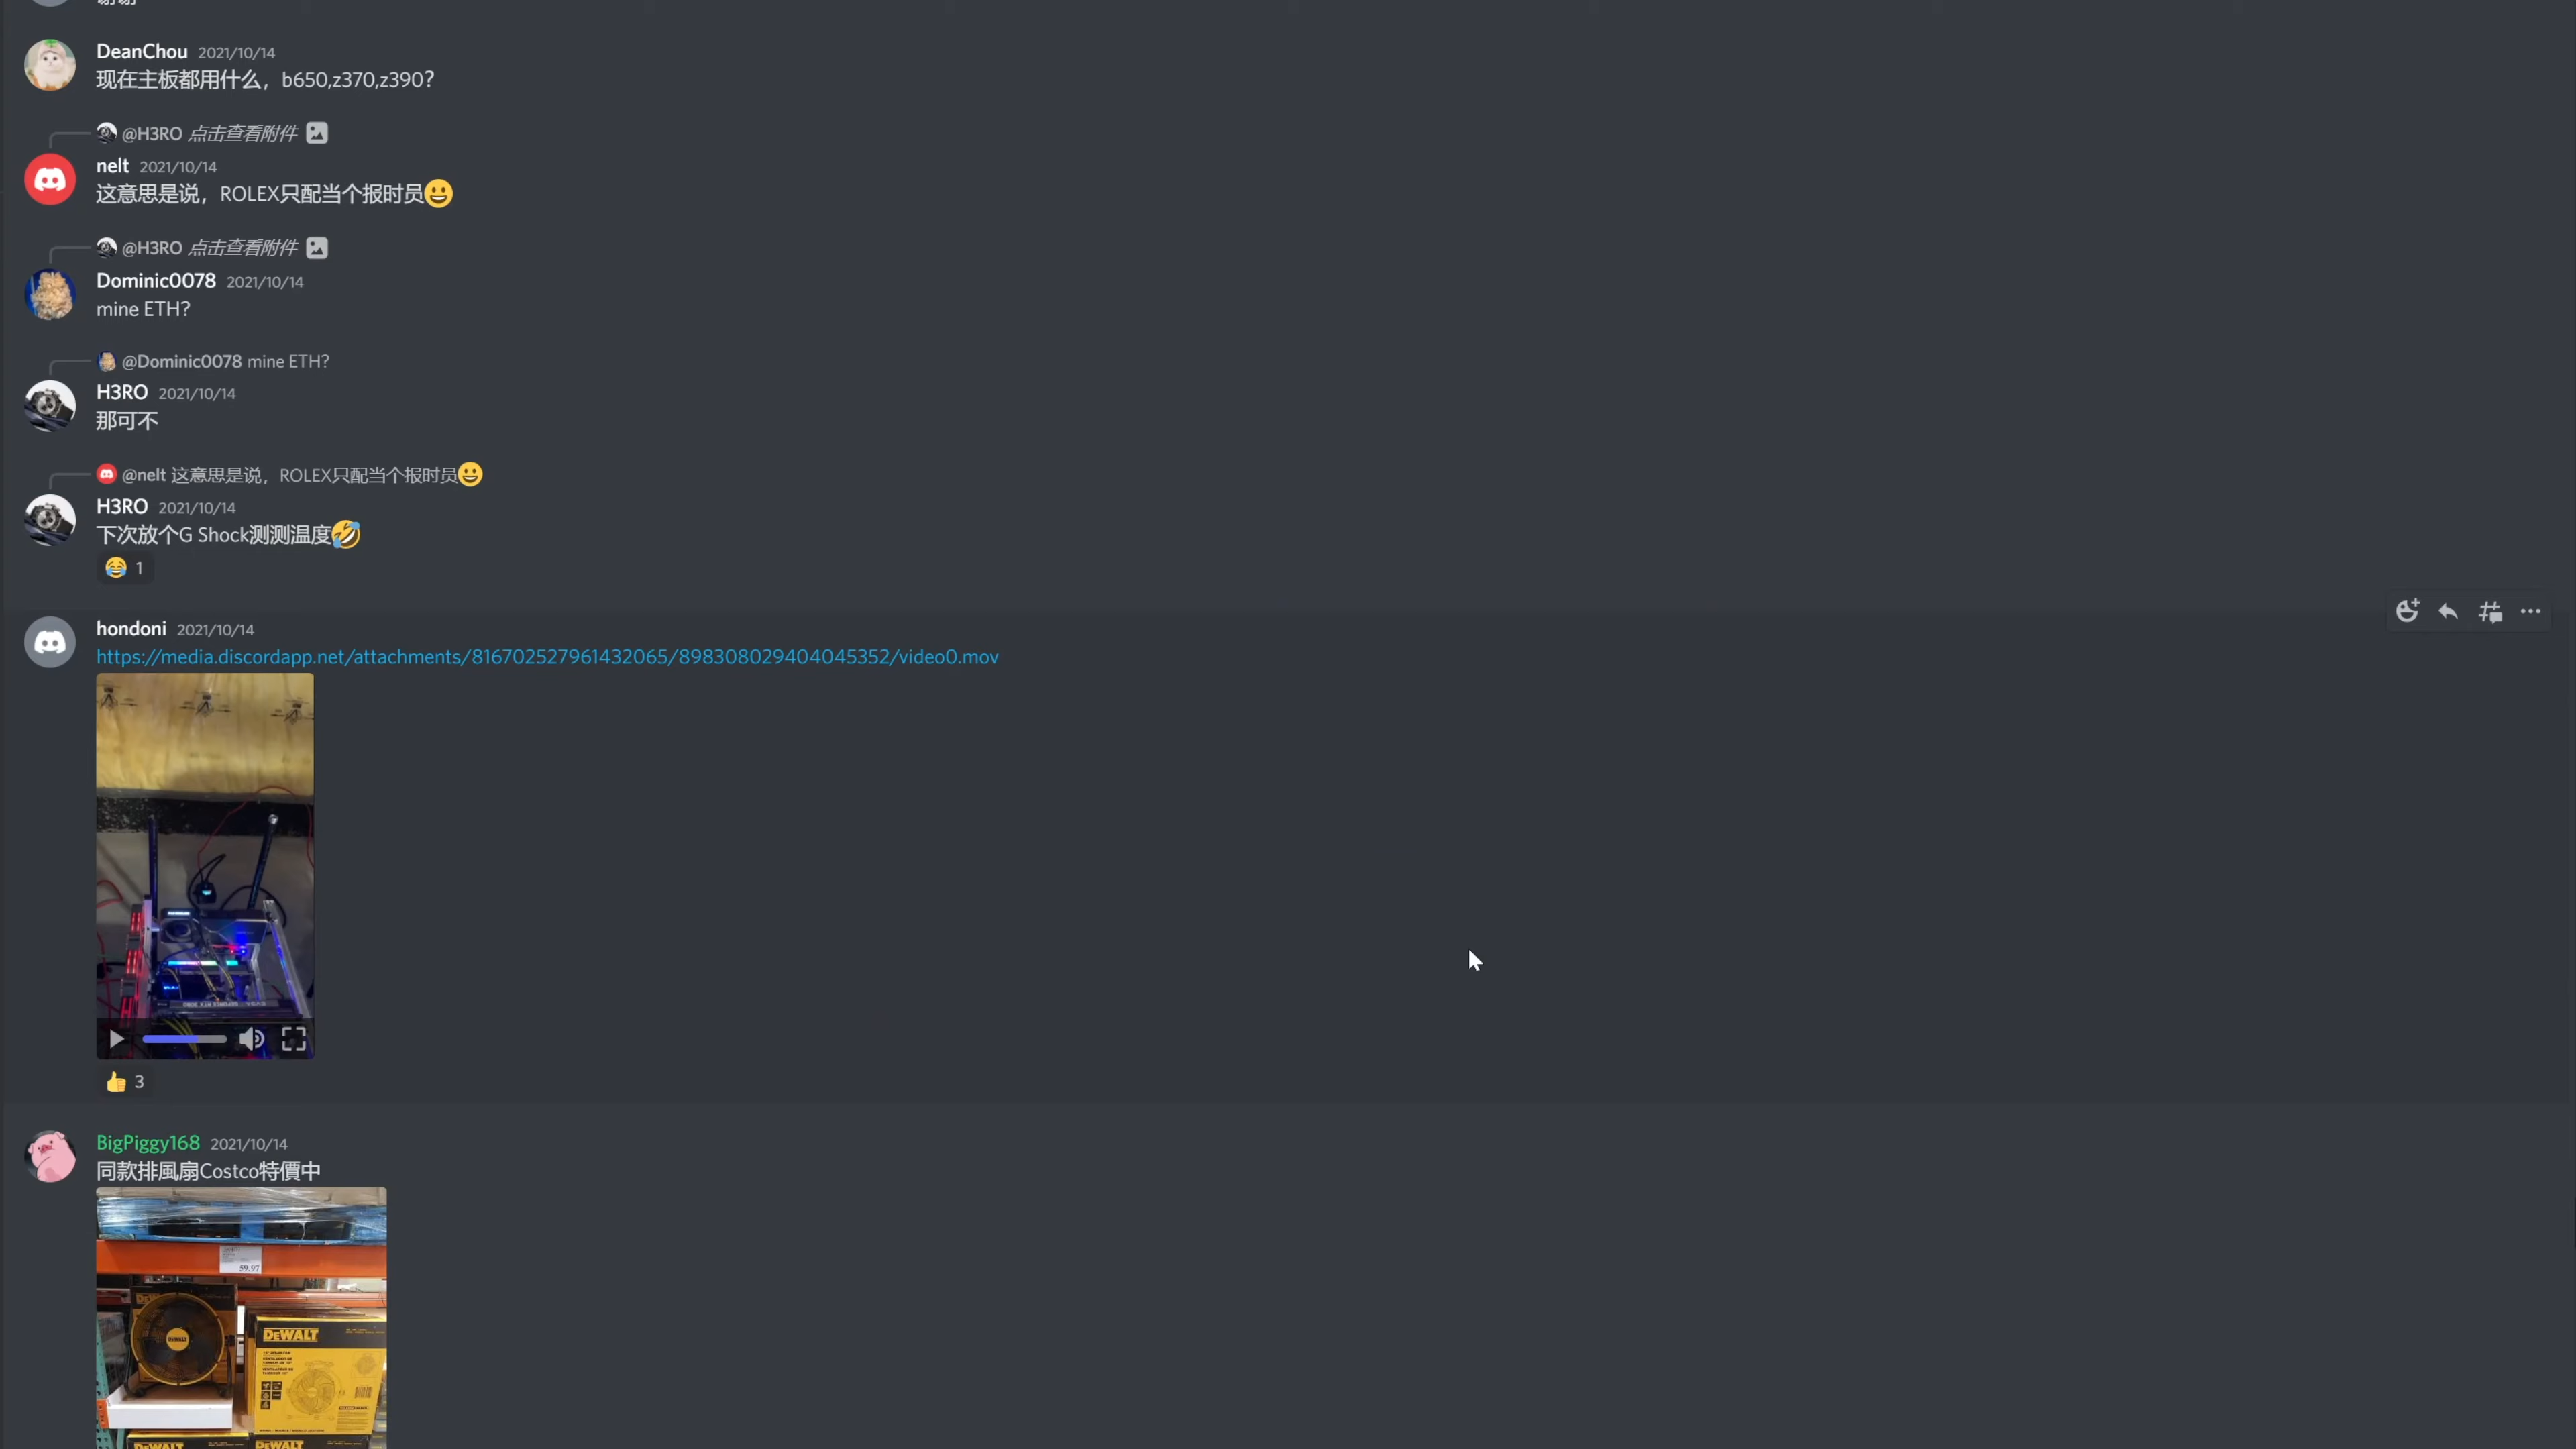 DeanChou 2021/10/14
现在主板都用什么，b650,z370,z390？
@H3RO 点击查看附件
nelt 2021/10/14
这意思是说，ROLEX只配当个报时员😀
@H3RO 点击查看附件
Dominic0078 2021/10/14
mine ETH?
@Dominic0078 mine ETH?
H3RO 2021/10/14
那可不
@nelt 这意思是说，ROLEX只配当个报时员😀
H3RO 2021/10/14
下次放个G Shock测测温度🤣
😂 1
hondoni 2021/10/14
https://media.discordapp.net/attachments/816702527961432065/898308029404045352/video0.mov
👍 3
BigPiggy168 2021/10/14
同款排風扇Costco特價中
59.97
DEWALT
DEWALT
DEWALT
DEWALT